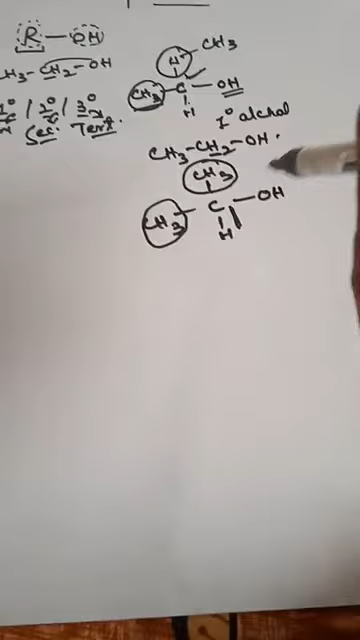 R - OH
CH3 - CH2 - OH
1° / 2° / 3°
Sec. Tert.
H CH3
CH3 - C - OH
H
1° alchol
CH3 - CH2 - OH.
CH3
CH3 - C - OH
H